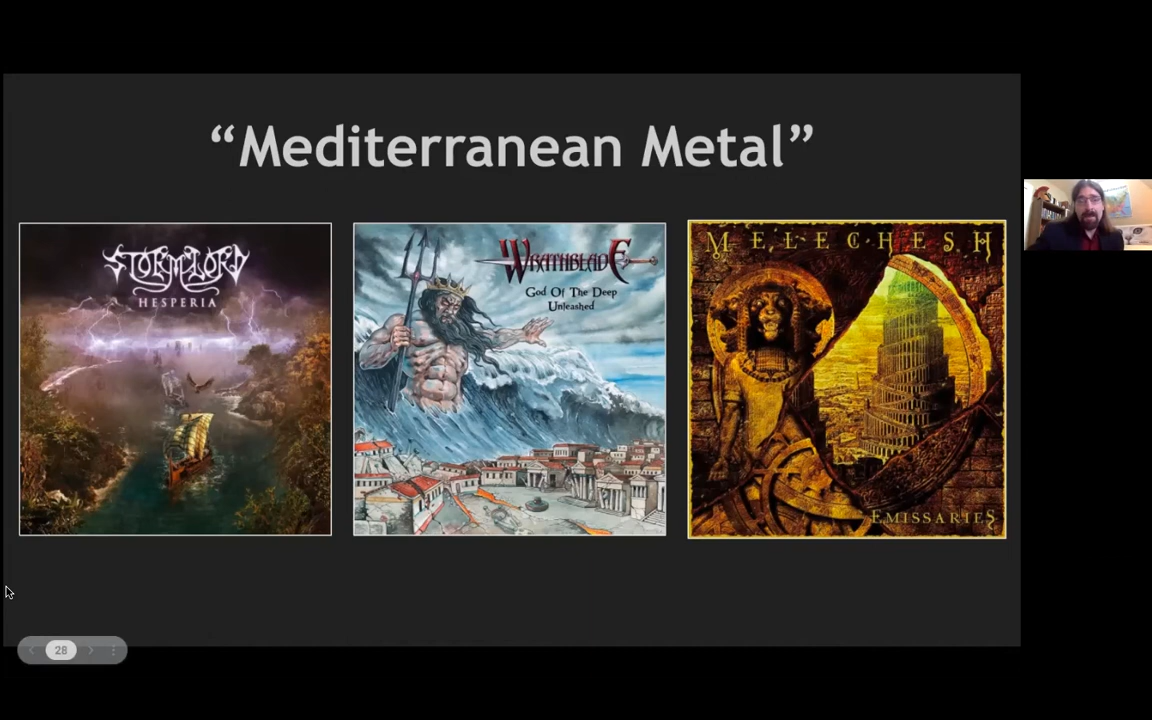 “Mediterranean Metal”
STORMLORD
HESPERIA
WRATHBLADE
God Of The Deep
Unleashed
MELECHESH
EMISSARIES
28